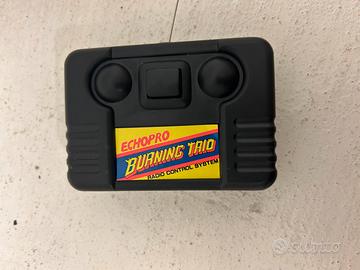 ECHOPRO
BURNING TRIO
RADIO CONTROL SYSTEM
Subito